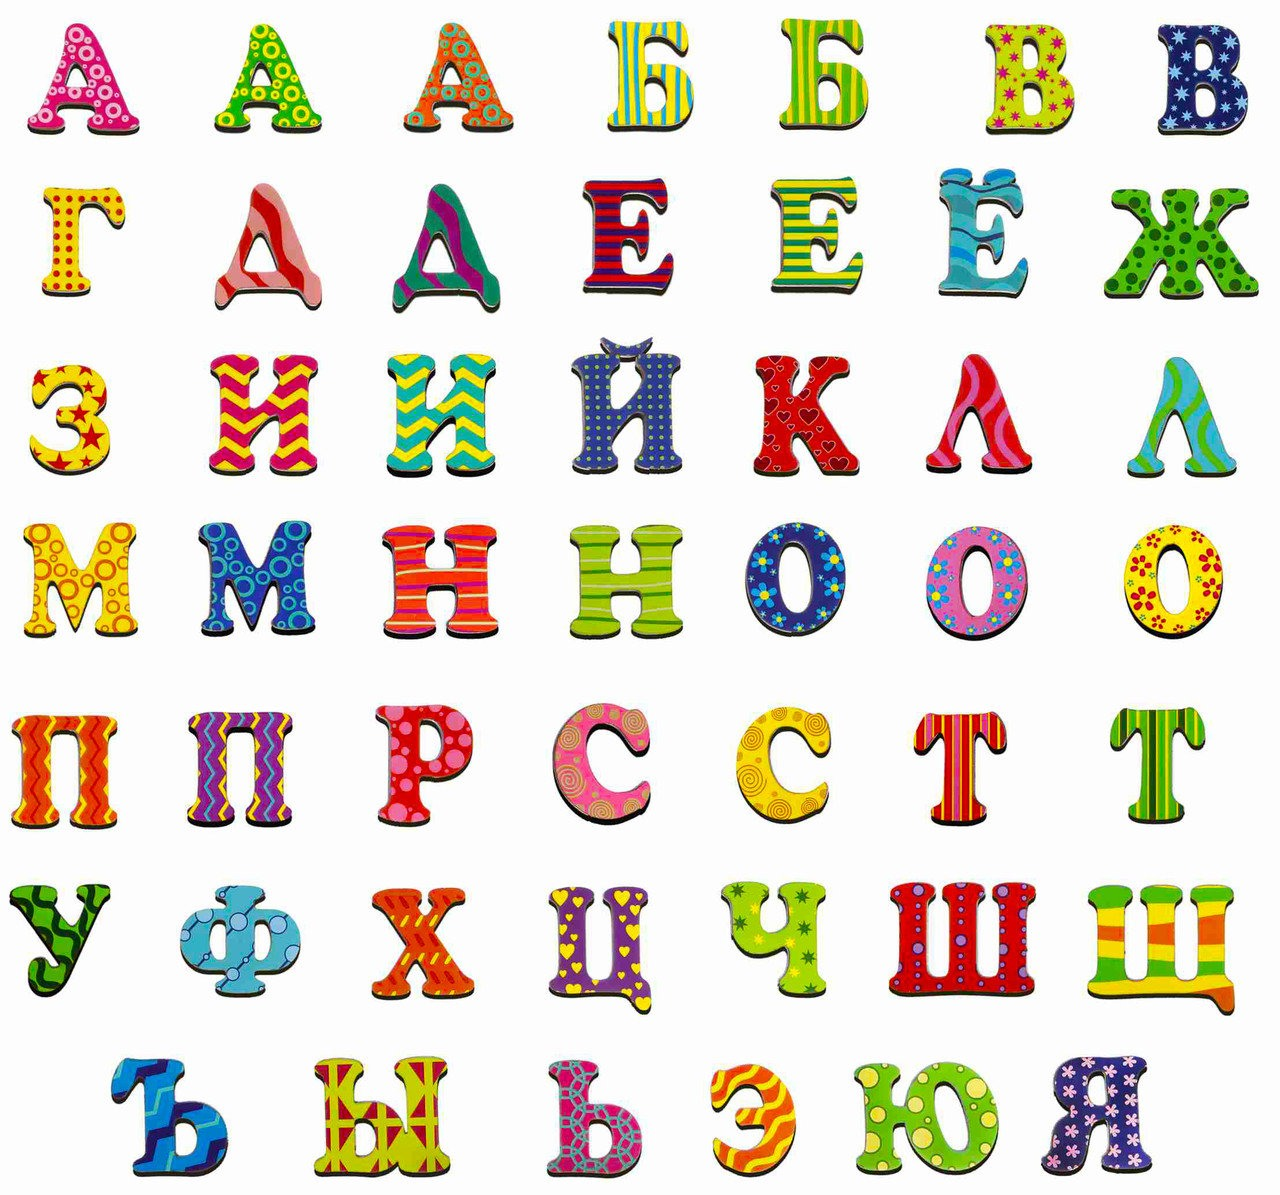 А А А Б Б В В
Г Д Д Е Е Ё Ж
З И И Й К Л Л
М М Н Н О О О
П П Р С С Т Т
У Ф Х Ц Ч Ш Щ
Ъ Ы Ь Э Ю Я